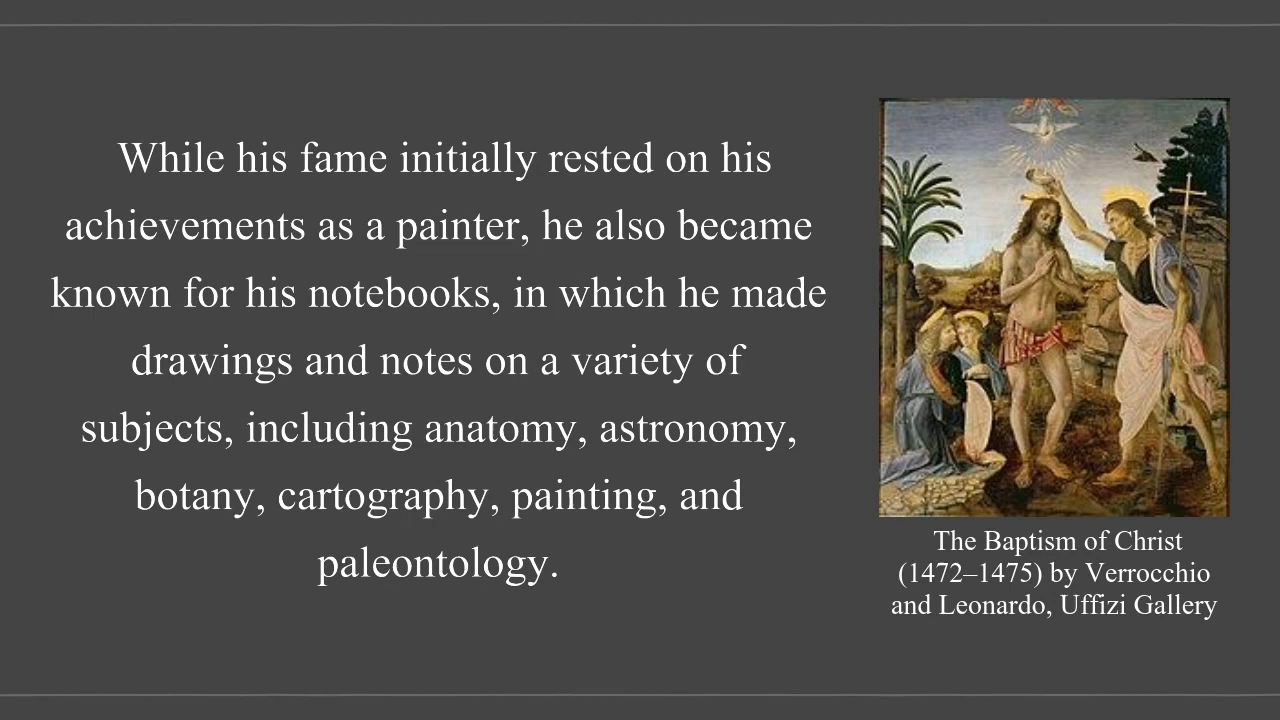 While his fame initially rested on his
achievements as a painter, he also became
known for his notebooks, in which he made
drawings and notes on a variety of
subjects, including anatomy, astronomy,
botany, cartography, painting, and
paleontology.
The Baptism of Christ
(1472–1475) by Verrocchio
and Leonardo, Uffizi Gallery